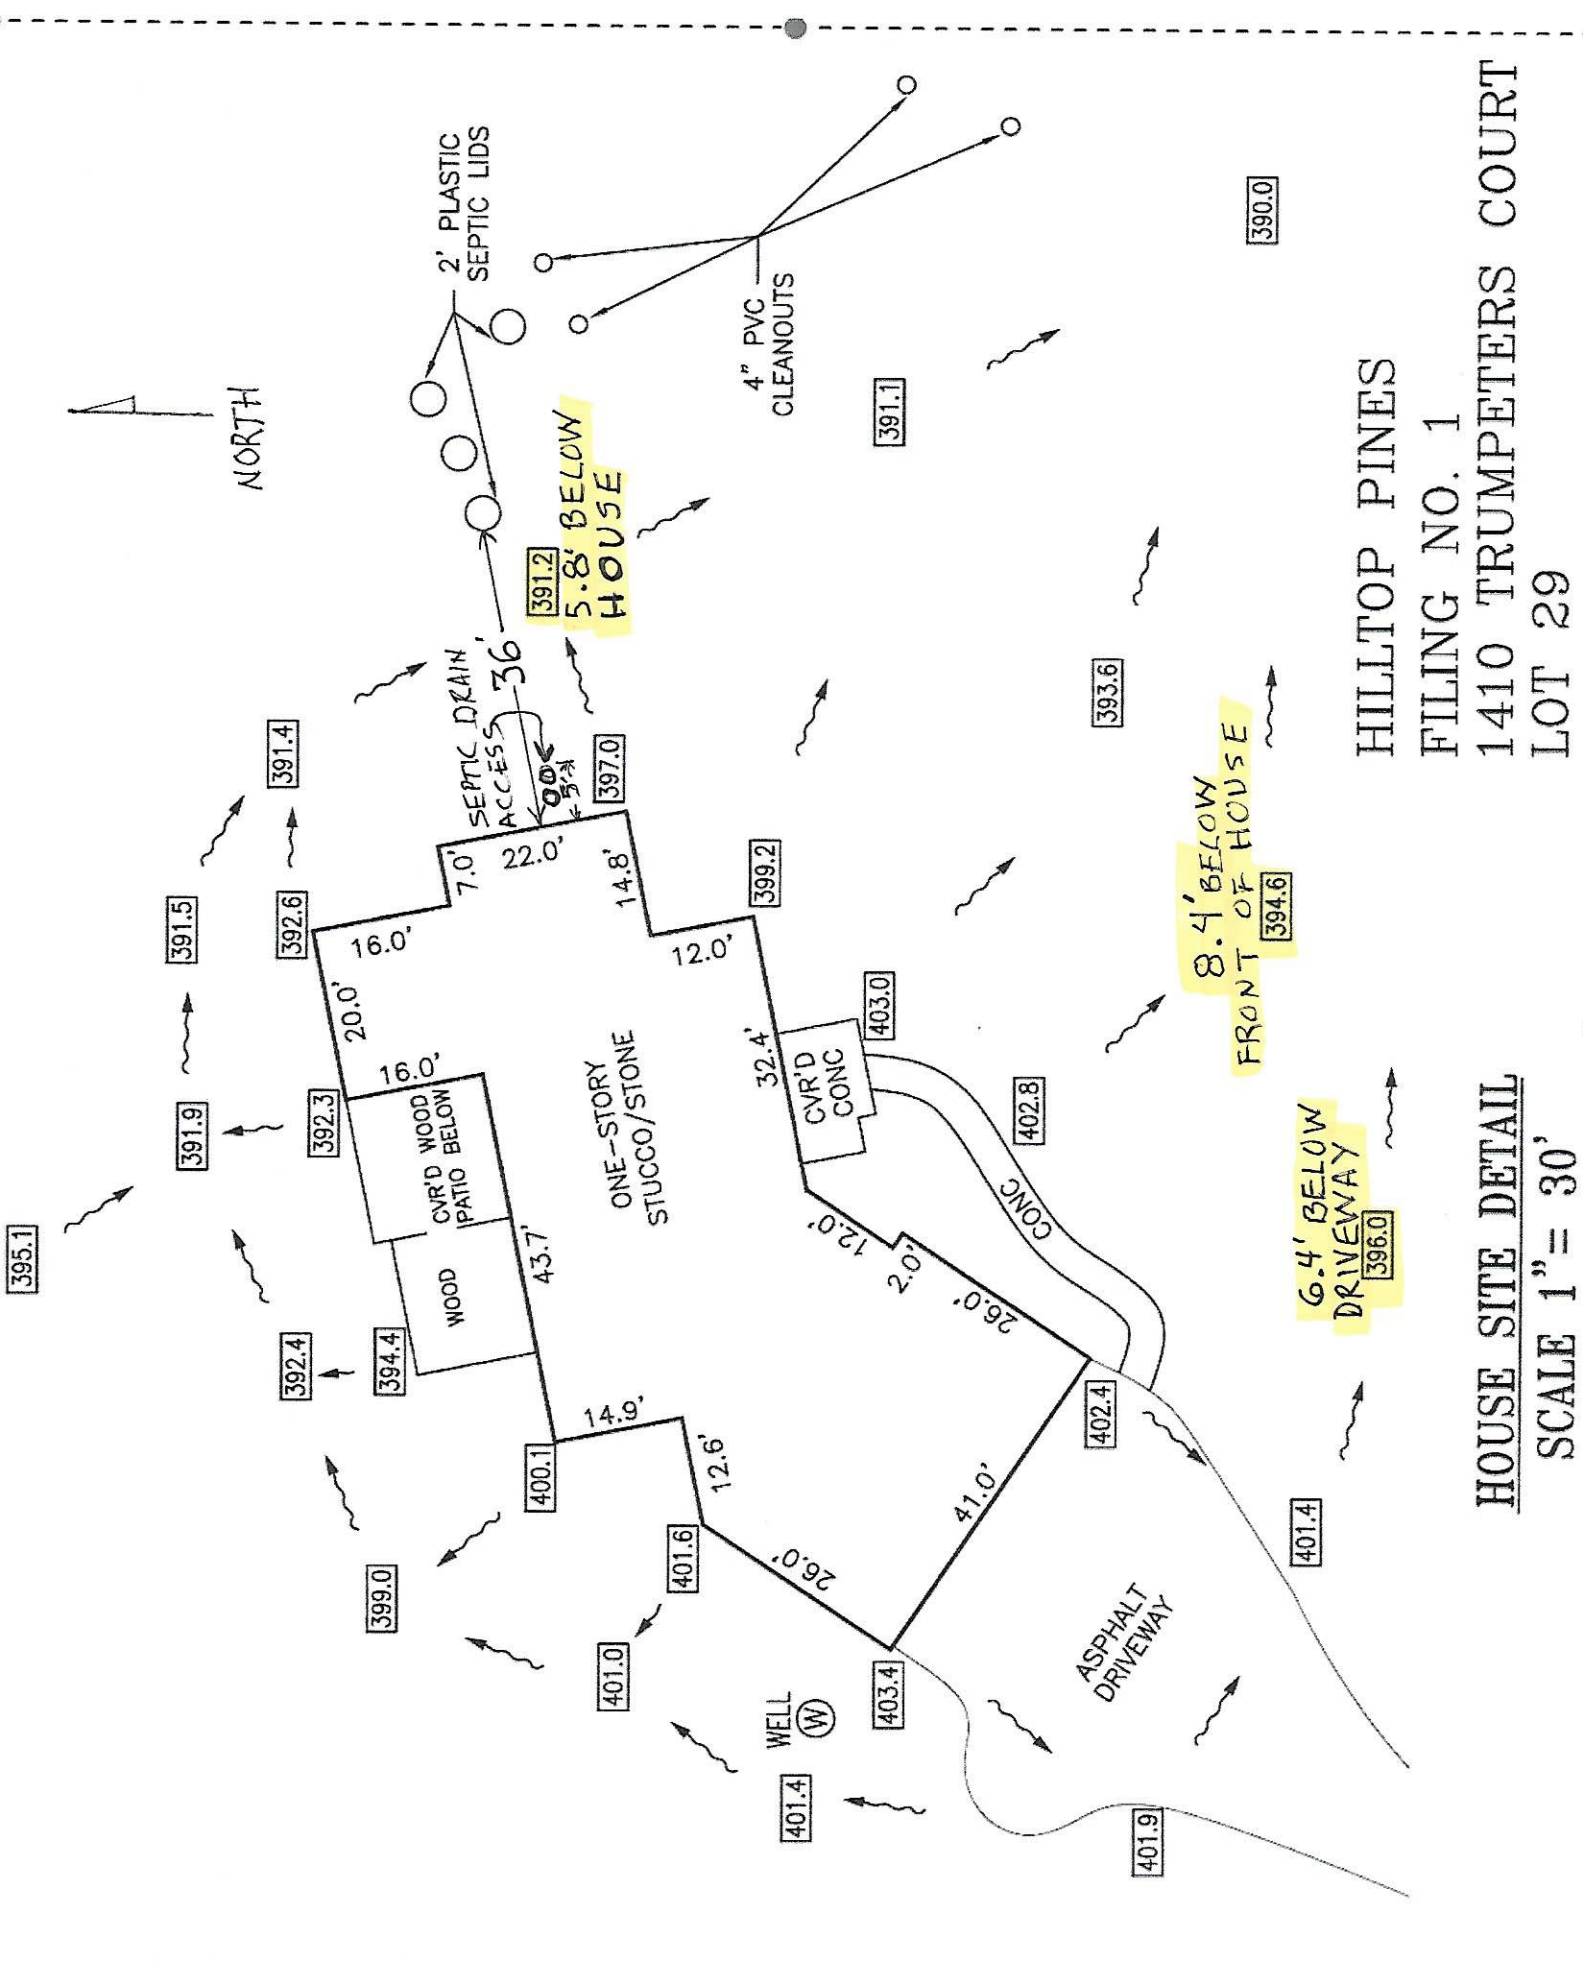 395.1
391.9
391.5
391.4
NORTH
2' PLASTIC
SEPTIC LIDS
392.4
394.4
392.3
392.6
20.0'
16.0'
16.0'
7.0'
22.0'
SEPTIC DRAIN
ACCESS
36'
5'
397.0
391.2
5.8' BELOW
HOUSE
399.0
400.1
14.9'
12.6'
43.7'
WOOD
CVR'D WOOD
PATIO BELOW
ONE-STORY
STUCCO/STONE
14.8'
12.0'
399.2
4" PVC
CLEANOUTS
391.1
401.0
401.6
26.0'
32.4'
CVR'D
CONC
403.0
WELL
W
403.4
41.0'
12.0'
2.0'
26.0'
CONC
402.8
393.6
390.0
401.4
401.9
ASPHALT
DRIVEWAY
402.4
401.4
6.4' BELOW
DRIVEWAY
396.0
8.4' BELOW
FRONT OF HOUSE
394.6
HILLTOP PINES
FILING NO. 1
1410 TRUMPETERS COURT
LOT 29
HOUSE SITE DETAIL
SCALE 1"= 30'